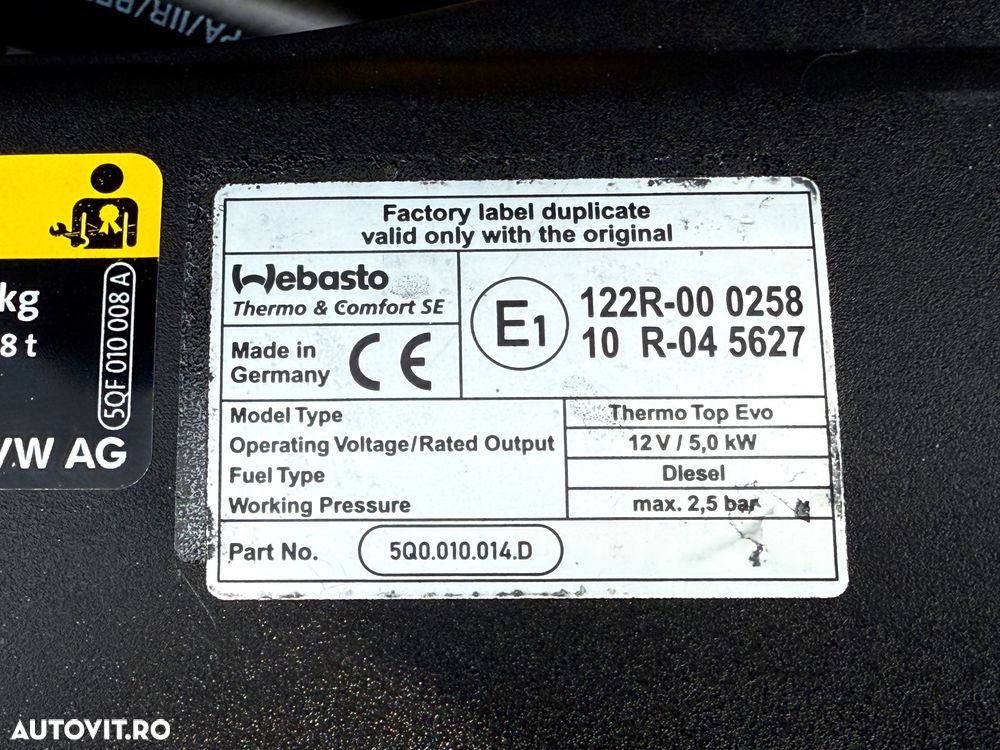 PA/IIR/
kg
8 t
5QF 010 008 A
VW AG
Factory label duplicate
valid only with the original
Webasto
Thermo & Comfort SE
Made in
Germany
CE
E1
122R-00 0258
10 R-04 5627
Model Type
Thermo Top Evo
Operating Voltage/Rated Output
12 V / 5,0 kW
Fuel Type
Diesel
Working Pressure
max. 2,5 bar
Part No.
5Q0.010.014.D
AUTOVIT.RO